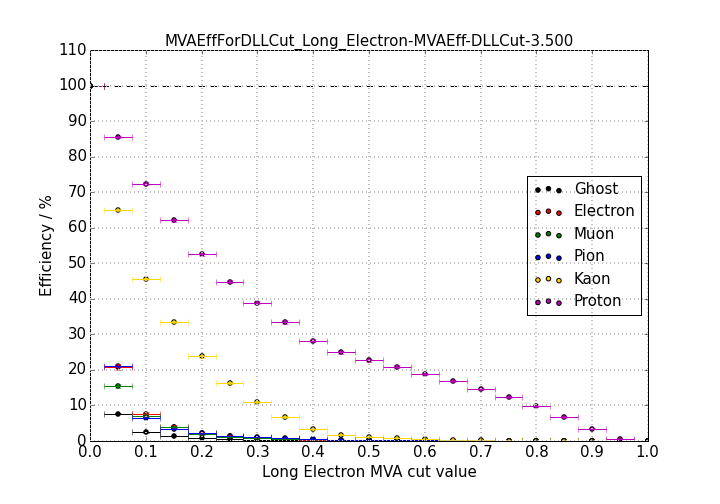 MVAEffForDLLCut_Long_Electron-MVAEff-DLLCut-3.500
110
100
90
80
70
60
50
40
30
20
10
0
Efficiency / %
Ghost
Electron
Muon
Pion
Kaon
Proton
0.0 0.1 0.2 0.3 0.4 0.5 0.6 0.7 0.8 0.9 1.0
Long Electron MVA cut value